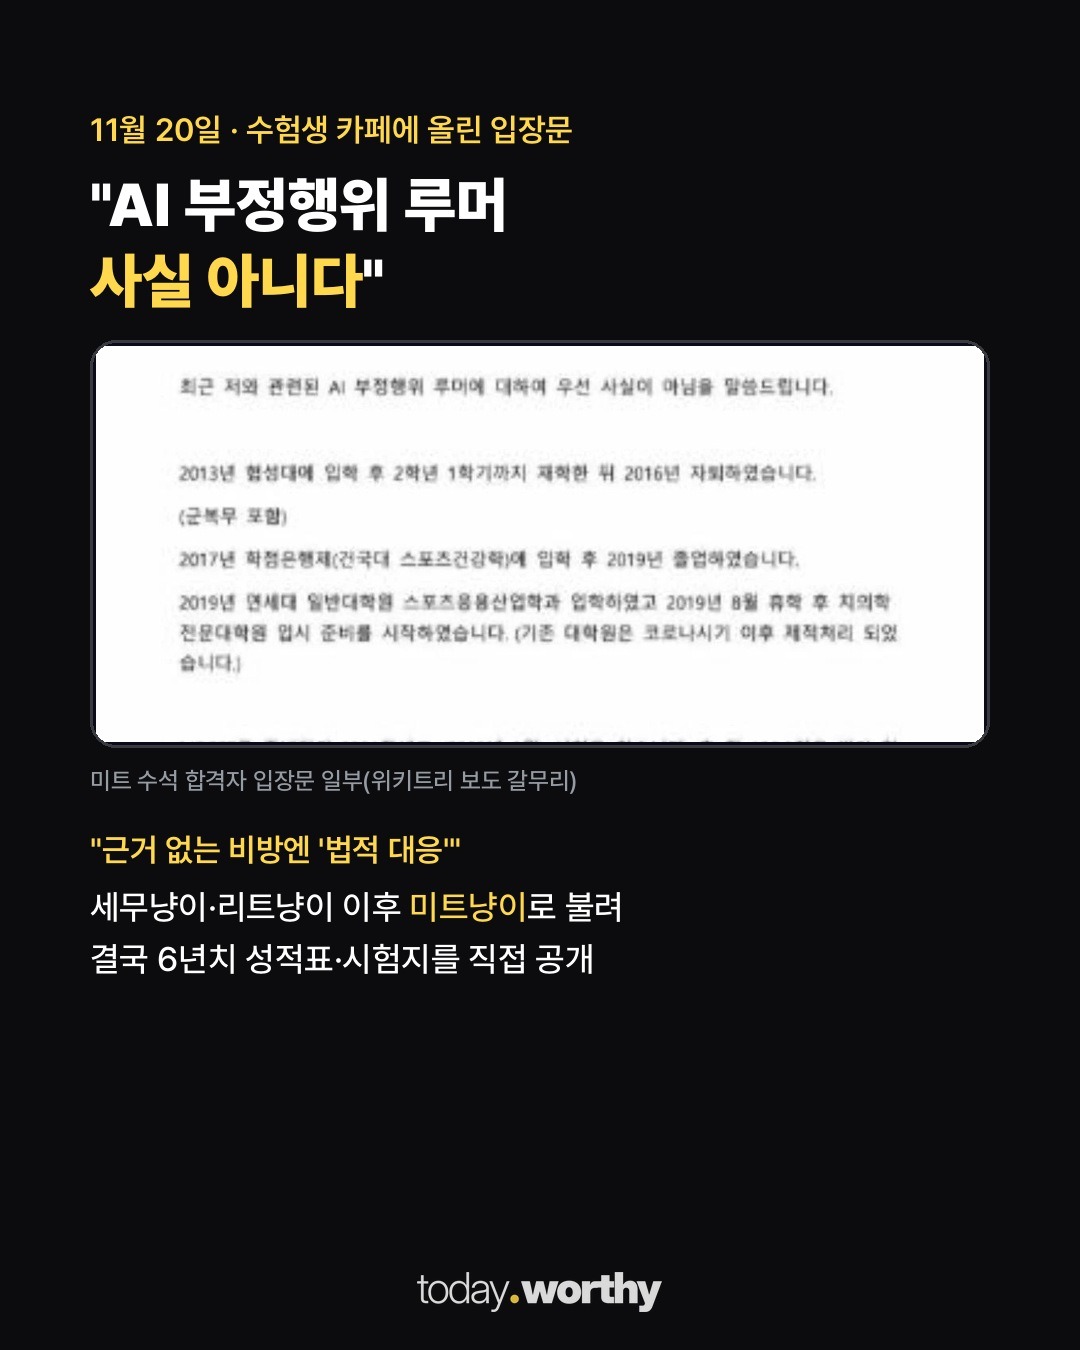 11월 20일 · 수험생 카페에 올린 입장문
"AI 부정행위 루머
사실 아니다"
최근 저와 관련된 AI 부정행위 루머에 대하여 우선 사실이 아님을 말씀드립니다.
2013년 협성대에 입학 후 2학년 1학기까지 재학한 뒤 2016년 자퇴하였습니다.
(군복무 포함)
2017년 학점은행제(건국대 스포츠건강학)에 입학 후 2019년 졸업하였습니다.
2019년 연세대 일반대학원 스포츠응용산업학과 입학하였고 2019년 8월 휴학 후 치의학
전문대학원 입시 준비를 시작하였습니다. (기존 대학원은 코로나시기 이후 제적처리 되었
습니다.)
미트 수석 합격자 입장문 일부(위키트리 보도 갈무리)
"근거 없는 비방엔 '법적 대응'"
세무냥이·리트냥이 이후 미트냥이로 불려
결국 6년치 성적표·시험지를 직접 공개
today.worthy